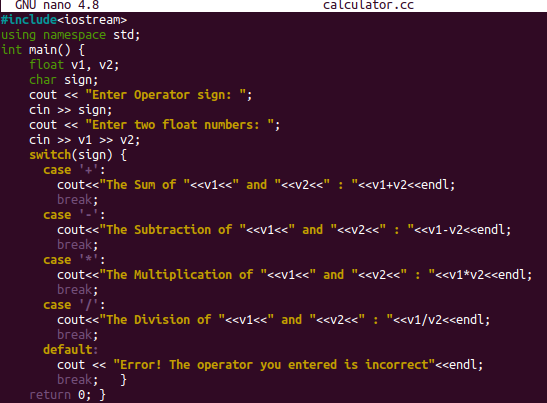 GNU nano 4.8 calculator.cc
#include<iostream>
using namespace std;
int main() {
    float v1, v2;
    char sign;
    cout << "Enter Operator sign: ";
    cin >> sign;
    cout << "Enter two float numbers: ";
    cin >> v1 >> v2;
    switch(sign) {
      case '+':
        cout<<"The Sum of "<<v1<<" and "<<v2<<" : "<<v1+v2<<endl;
        break;
      case '-':
        cout<<"The Subtraction of "<<v1<<" and "<<v2<<" : "<<v1-v2<<endl;
        break;
      case '*':
        cout<<"The Multiplication of "<<v1<<" and "<<v2<<" : "<<v1*v2<<endl;
        break;
      case '/':
        cout<<"The Division of "<<v1<<" and "<<v2<<" : "<<v1/v2<<endl;
        break;
      default:
        cout << "Error! The operator you entered is incorrect"<<endl;
        break;   }
    return 0; }